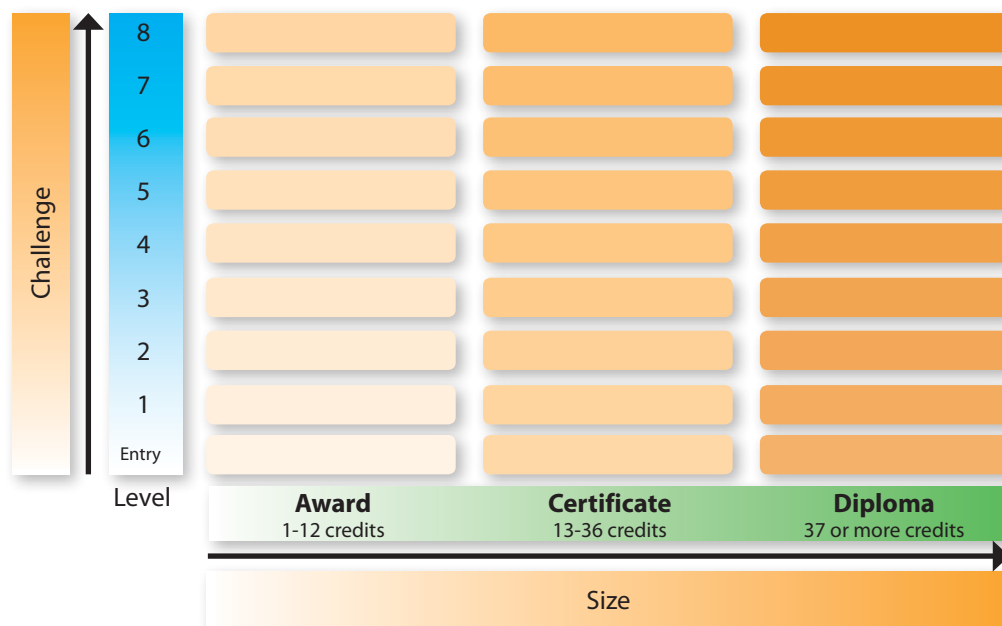 Challenge
8
7
6
5
4
3
2
1
Entry
Level
Award
1-12 credits
Certificate
13-36 credits
Diploma
37 or more credits
Size